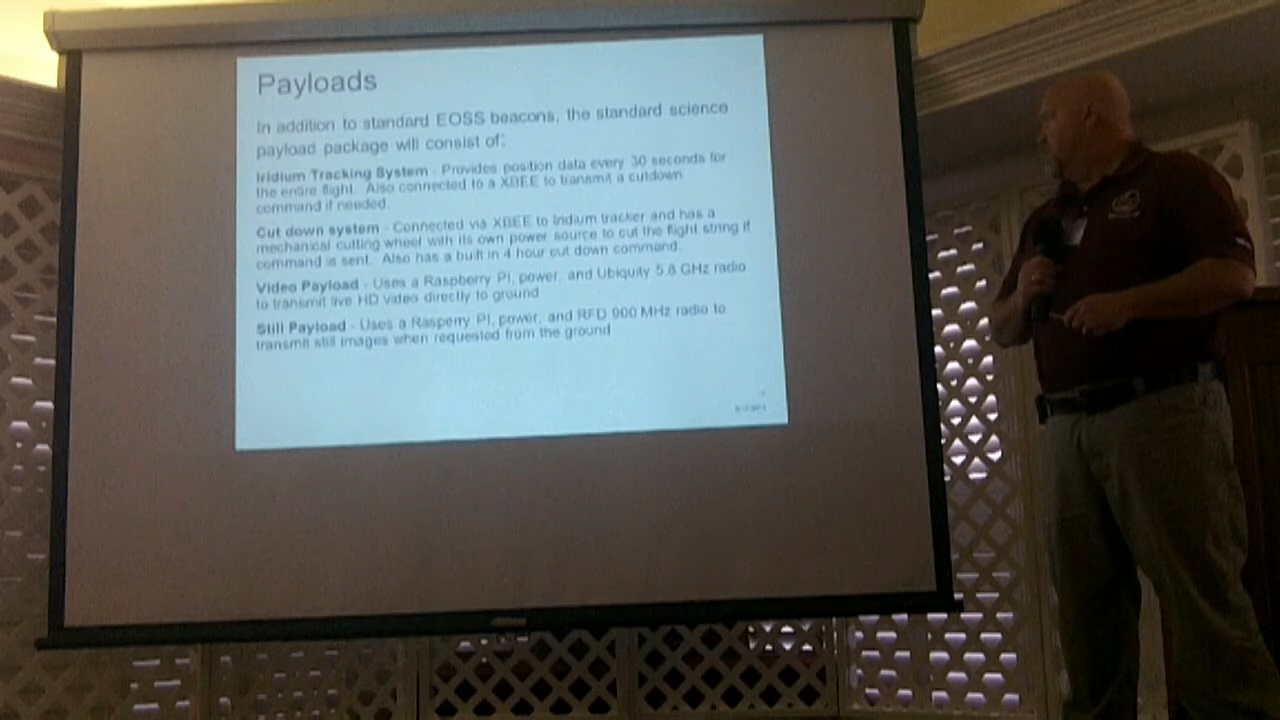 Payloads
In addition to standard EOSS beacons, the standard science
payload package will consist of:
Iridium Tracking System - Provides position data every 30 seconds for
the entire flight. Also connected to a XBEE to transmit a cutdown
command if needed.
Cut down system - Connected via XBEE to Iridium tracker and has a
mechanical cutting wheel with its own power source to cut the flight string if
command is sent. Also has a built in 4 hour cut down command.
Video Payload - Uses a Raspberry PI, power, and Ubiquity 5.8 GHz radio
to transmit live HD video directly to ground
Still Payload - Uses a Rasperry PI, power, and RFD 900 MHz radio to
transmit still images when requested from the ground